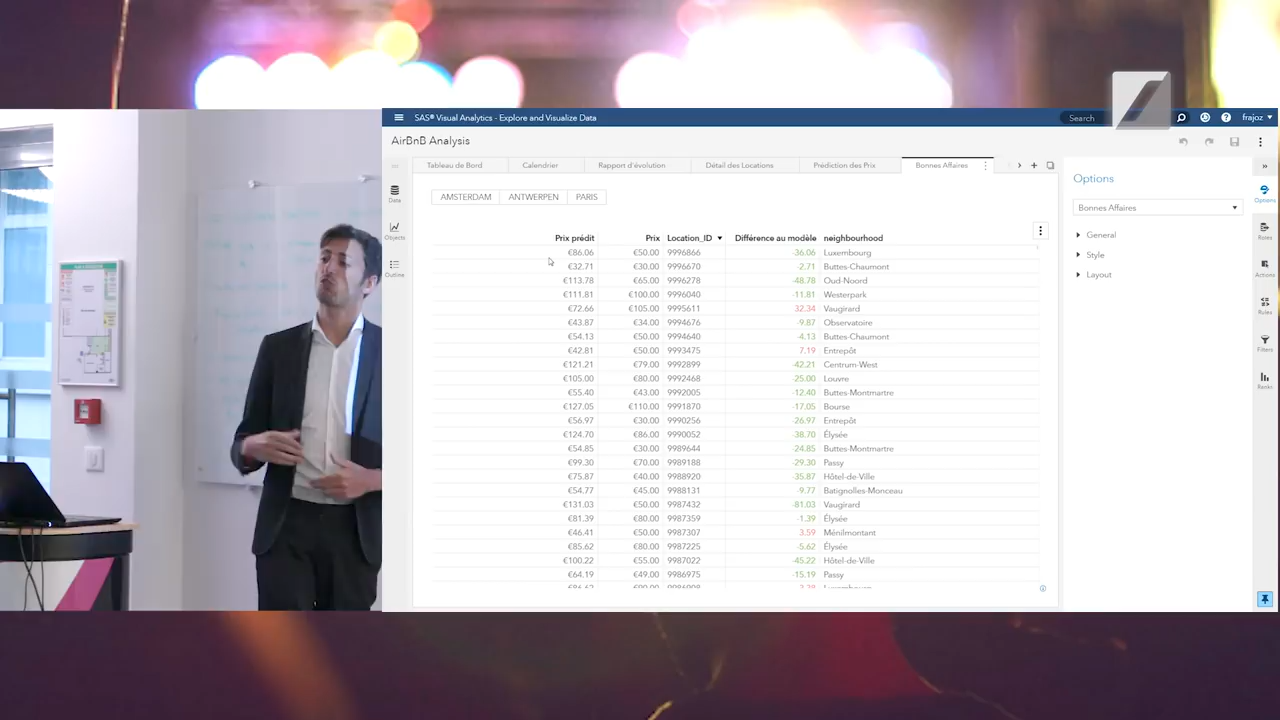 SAS® Visual Analytics - Explore and Visualize Data
Search
frajoz
AirBnB Analysis
Tableau de Bord
Calendrier
Rapport d'évolution
Détail des Locations
Prédiction des Prix
Bonnes Affaires
Data
Objects
Outline
AMSTERDAM
ANTWERPEN
PARIS
Prix prédit Prix Location_ID Différence au modèle neighbourhood
€86.06 €50.00 9996866 -36.06 Luxembourg
€32.71 €30.00 9996670 -2.71 Buttes-Chaumont
€113.78 €65.00 9996278 -48.78 Oud-Noord
€111.81 €100.00 9996040 -11.81 Westerpark
€72.66 €105.00 9995611 32.34 Vaugirard
€43.87 €34.00 9994676 -9.87 Observatoire
€54.13 €50.00 9994640 -4.13 Buttes-Chaumont
€42.81 €50.00 9993475 7.19 Entrepôt
€121.21 €79.00 9992899 -42.21 Centrum-West
€105.00 €80.00 9992468 -25.00 Louvre
€55.40 €43.00 9992005 -12.40 Buttes-Montmartre
€127.05 €110.00 9991870 -17.05 Bourse
€56.97 €30.00 9990256 -26.97 Entrepôt
€124.70 €86.00 9990052 -38.70 Élysée
€54.85 €30.00 9989644 -24.85 Buttes-Montmartre
€99.30 €70.00 9989188 -29.30 Passy
€75.87 €40.00 9988920 -35.87 Hôtel-de-Ville
€54.77 €45.00 9988131 -9.77 Batignolles-Monceau
€131.03 €50.00 9987432 -81.03 Vaugirard
€81.39 €80.00 9987359 -1.39 Élysée
€46.41 €50.00 9987307 3.59 Ménilmontant
€85.62 €80.00 9987225 -5.62 Élysée
€100.22 €55.00 9987022 -45.22 Hôtel-de-Ville
€64.19 €49.00 9986975 -15.19 Passy
Options
Bonnes Affaires
General
Style
Layout
Options
Roles
Actions
Rules
Filters
Ranks